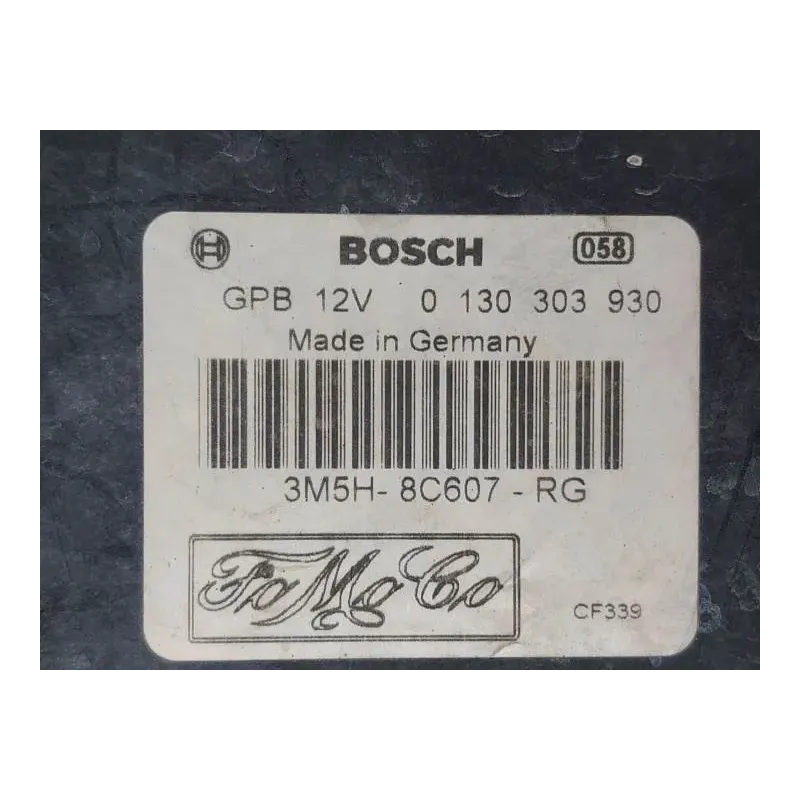 BOSCH 058
GPB 12V 0 130 303 930
Made in Germany
3M5H-8C607-RG
FoMoCo
CF339